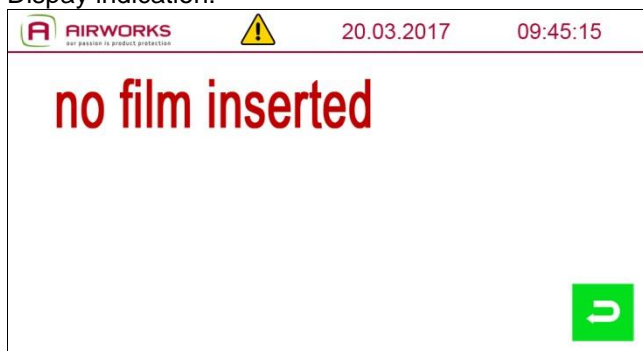 Dispay indication:
AIRWORKS
our passion is product protection
20.03.2017
09:45:15
no film inserted